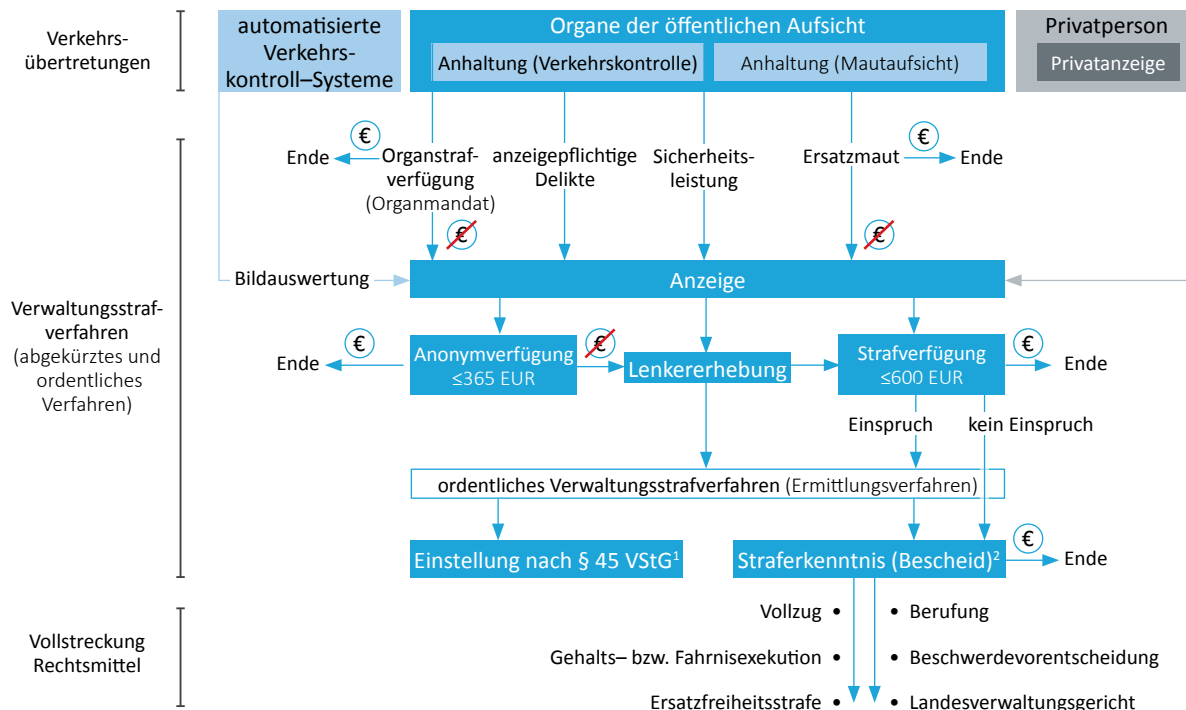 Verkehrs-
übertretungen
automatisierte
Verkehrs-
kontroll–Systeme
Organe der öffentlichen Aufsicht
Anhaltung (Verkehrskontrolle)
Anhaltung (Mautaufsicht)
Privatperson
Privatanzeige
Ende
€
Organstraf-
verfügung
(Organmandat)
€
anzeigepflichtige
Delikte
Sicherheits-
leistung
Ersatzmaut
€
Ende
€
Bildauswertung
Anzeige
Verwaltungsstraf-
verfahren
(abgekürztes und
ordentliches
Verfahren)
Ende
€
Anonymverfügung
≤365 EUR
€
Lenkererhebung
Strafverfügung
≤600 EUR
€
Ende
Einspruch
kein Einspruch
ordentliches Verwaltungsstrafverfahren (Ermittlungsverfahren)
Einstellung nach § 45 VStG¹
Straferkenntnis (Bescheid)²
€
Ende
Vollstreckung
Rechtsmittel
Vollzug •
Gehalts– bzw. Fahrnisexekution •
Ersatzfreiheitsstrafe •
• Berufung
• Beschwerdevorentscheidung
• Landesverwaltungsgericht